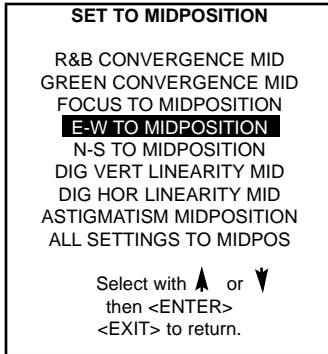 SET TO MIDPOSITION
R&B CONVERGENCE MID
GREEN CONVERGENCE MID
FOCUS TO MIDPOSITION
E-W TO MIDPOSITION
N-S TO MIDPOSITION
DIG VERT LINEARITY MID
DIG HOR LINEARITY MID
ASTIGMATISM MIDPOSITION
ALL SETTINGS TO MIDPOS
Select with or
then <ENTER>
<EXIT> to return.